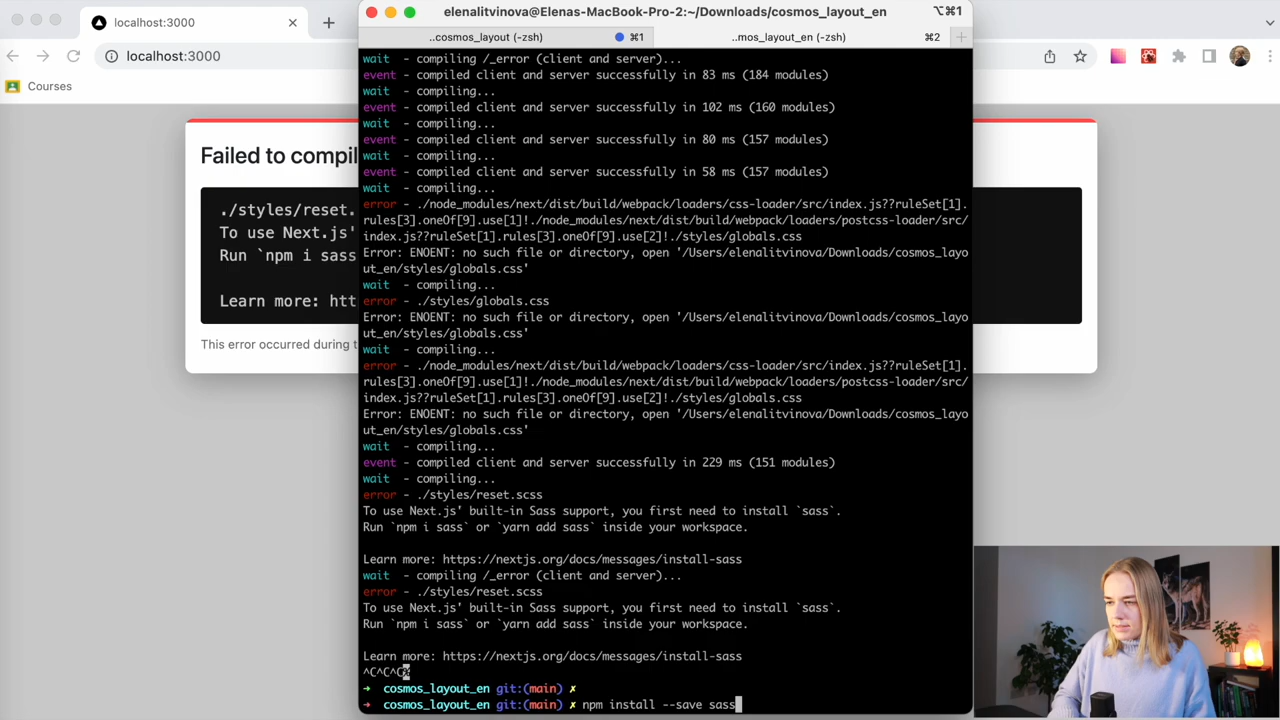 localhost:3000
localhost:3000
Courses
Failed to compil
./styles/reset.
To use Next.js'
Run `npm i sass
Learn more: htt
This error occurred during t
elenalitvinova@Elenas-MacBook-Pro-2:~/Downloads/cosmos_layout_en
⌥⌘1
..cosmos_layout (-zsh)
⌘1
..mos_layout_en (-zsh)
⌘2
wait  - compiling /_error (client and server)...
event - compiled client and server successfully in 83 ms (184 modules)
wait  - compiling...
event - compiled client and server successfully in 102 ms (160 modules)
wait  - compiling...
event - compiled client and server successfully in 80 ms (157 modules)
wait  - compiling...
event - compiled client and server successfully in 58 ms (157 modules)
wait  - compiling...
error - ./node_modules/next/dist/build/webpack/loaders/css-loader/src/index.js??ruleSet[1].
rules[3].oneOf[9].use[1]!./node_modules/next/dist/build/webpack/loaders/postcss-loader/src/
index.js??ruleSet[1].rules[3].oneOf[9].use[2]!./styles/globals.css
Error: ENOENT: no such file or directory, open '/Users/elenalitvinova/Downloads/cosmos_layo
ut_en/styles/globals.css'
wait  - compiling...
error - ./styles/globals.css
Error: ENOENT: no such file or directory, open '/Users/elenalitvinova/Downloads/cosmos_layo
ut_en/styles/globals.css'
wait  - compiling...
error - ./node_modules/next/dist/build/webpack/loaders/css-loader/src/index.js??ruleSet[1].
rules[3].oneOf[9].use[1]!./node_modules/next/dist/build/webpack/loaders/postcss-loader/src/
index.js??ruleSet[1].rules[3].oneOf[9].use[2]!./styles/globals.css
Error: ENOENT: no such file or directory, open '/Users/elenalitvinova/Downloads/cosmos_layo
ut_en/styles/globals.css'
wait  - compiling...
event - compiled client and server successfully in 229 ms (151 modules)
wait  - compiling...
error - ./styles/reset.scss
To use Next.js' built-in Sass support, you first need to install `sass`.
Run `npm i sass` or `yarn add sass` inside your workspace.
Learn more: https://nextjs.org/docs/messages/install-sass
wait  - compiling /_error (client and server)...
error - ./styles/reset.scss
To use Next.js' built-in Sass support, you first need to install `sass`.
Run `npm i sass` or `yarn add sass` inside your workspace.
Learn more: https://nextjs.org/docs/messages/install-sass
^C^C^C%
➜  cosmos_layout_en git:(main) ✗
➜  cosmos_layout_en git:(main) ✗ npm install --save sass